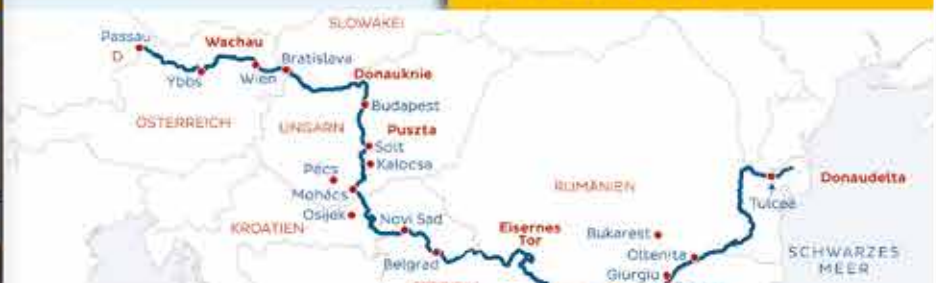 SLOWAKEI
Passau
D
Wachau
Ybbs
Wien
Bratislava
Donauknie
Budapest
ÖSTERREICH
UNGARN
Puszta
Solt
Kalocsa
Pécs
Mohács
Osijek
KROATIEN
Novi Sad
Belgrad
Eisernes
Tor
RUMÄNIEN
Bukarest
Oltenita
Giurgiu
Tulcea
Donaudelta
SCHWARZES
MEER